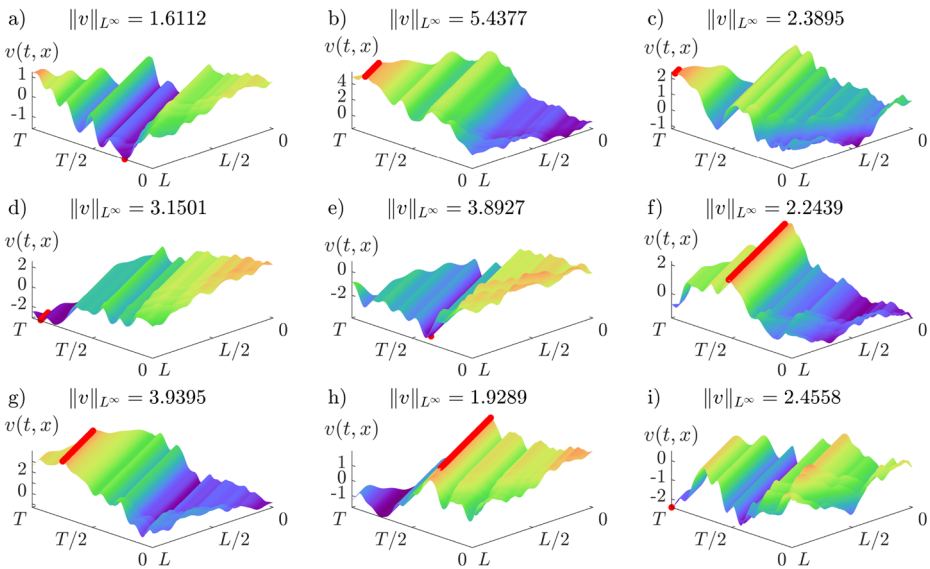 a) ‖v‖L∞ = 1.6112
v(t, x)
1
0
-1
T
T/2
0
L
L/2
0
b) ‖v‖L∞ = 5.4377
v(t, x)
4
2
0
T
T/2
0
L
L/2
0
c) ‖v‖L∞ = 2.3895
v(t, x)
2
1
0
-1
T
T/2
0
L
L/2
0
d) ‖v‖L∞ = 3.1501
v(t, x)
2
0
-2
T
T/2
0
L
L/2
0
e) ‖v‖L∞ = 3.8927
v(t, x)
0
-2
T
T/2
0
L
L/2
0
f) ‖v‖L∞ = 2.2439
v(t, x)
1
0
-1
T
T/2
0
L
L/2
0
g) ‖v‖L∞ = 3.9395
v(t, x)
2
0
T
T/2
0
L
L/2
0
h) ‖v‖L∞ = 1.9289
v(t, x)
1
0
-1
T
T/2
0
L
L/2
0
i) ‖v‖L∞ = 2.4558
v(t, x)
0
-1
-2
T
T/2
0
L
L/2
0